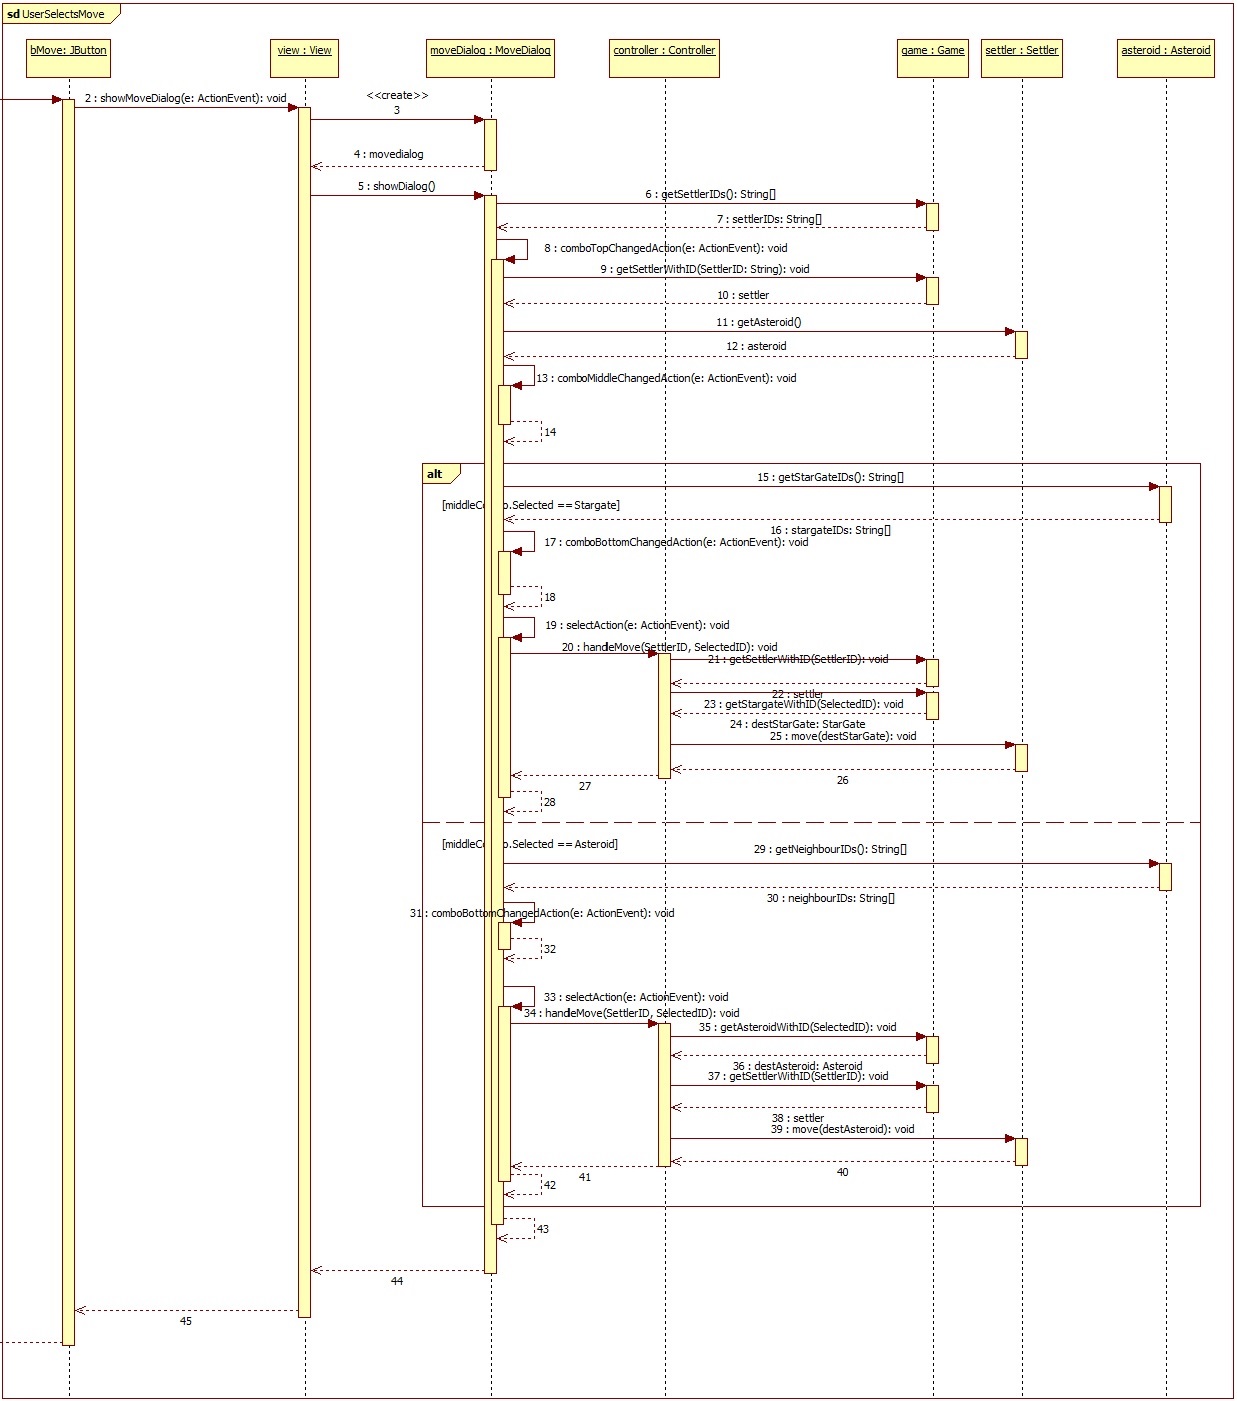 sd UserSelectsMove
bMove: JButton
view : View
moveDialog : MoveDialog
controller : Controller
game : Game
settler : Settler
asteroid : Asteroid
2 : showMoveDialog(e: ActionEvent): void
<<create>>
3
4 : movedialog
5 : showDialog()
6 : getSettlerIDs(): String[]
7 : settlerIDs: String[]
8 : comboTopChangedAction(e: ActionEvent): void
9 : getSettlerWithID(SettlerID: String): void
10 : settler
11 : getAsteroid()
12 : asteroid
13 : comboMiddleChangedAction(e: ActionEvent): void
14
alt
15 : getStarGateIDs(): String[]
[middleCo o.Selected == Stargate]
16 : stargateIDs: String[]
17 : comboBottomChangedAction(e: ActionEvent): void
18
19 : selectAction(e: ActionEvent): void
20 : handleMove(SettlerID, SelectedID): void
21 : getSettlerWithID(SettlerID): void
22 : settler
23 : getStargateWithID(SelectedID): void
24 : destStarGate: StarGate
25 : move(destStarGate): void
26
27
28
[middleCo o.Selected == Asteroid]
29 : getNeighbourIDs(): String[]
30 : neighbourIDs: String[]
31 : comboBottomChangedAction(e: ActionEvent): void
32
33 : selectAction(e: ActionEvent): void
34 : handleMove(SettlerID, SelectedID): void
35 : getAsteroidWithID(SelectedID): void
36 : destAsteroid: Asteroid
37 : getSettlerWithID(SettlerID): void
38 : settler
39 : move(destAsteroid): void
40
41
42
43
44
45